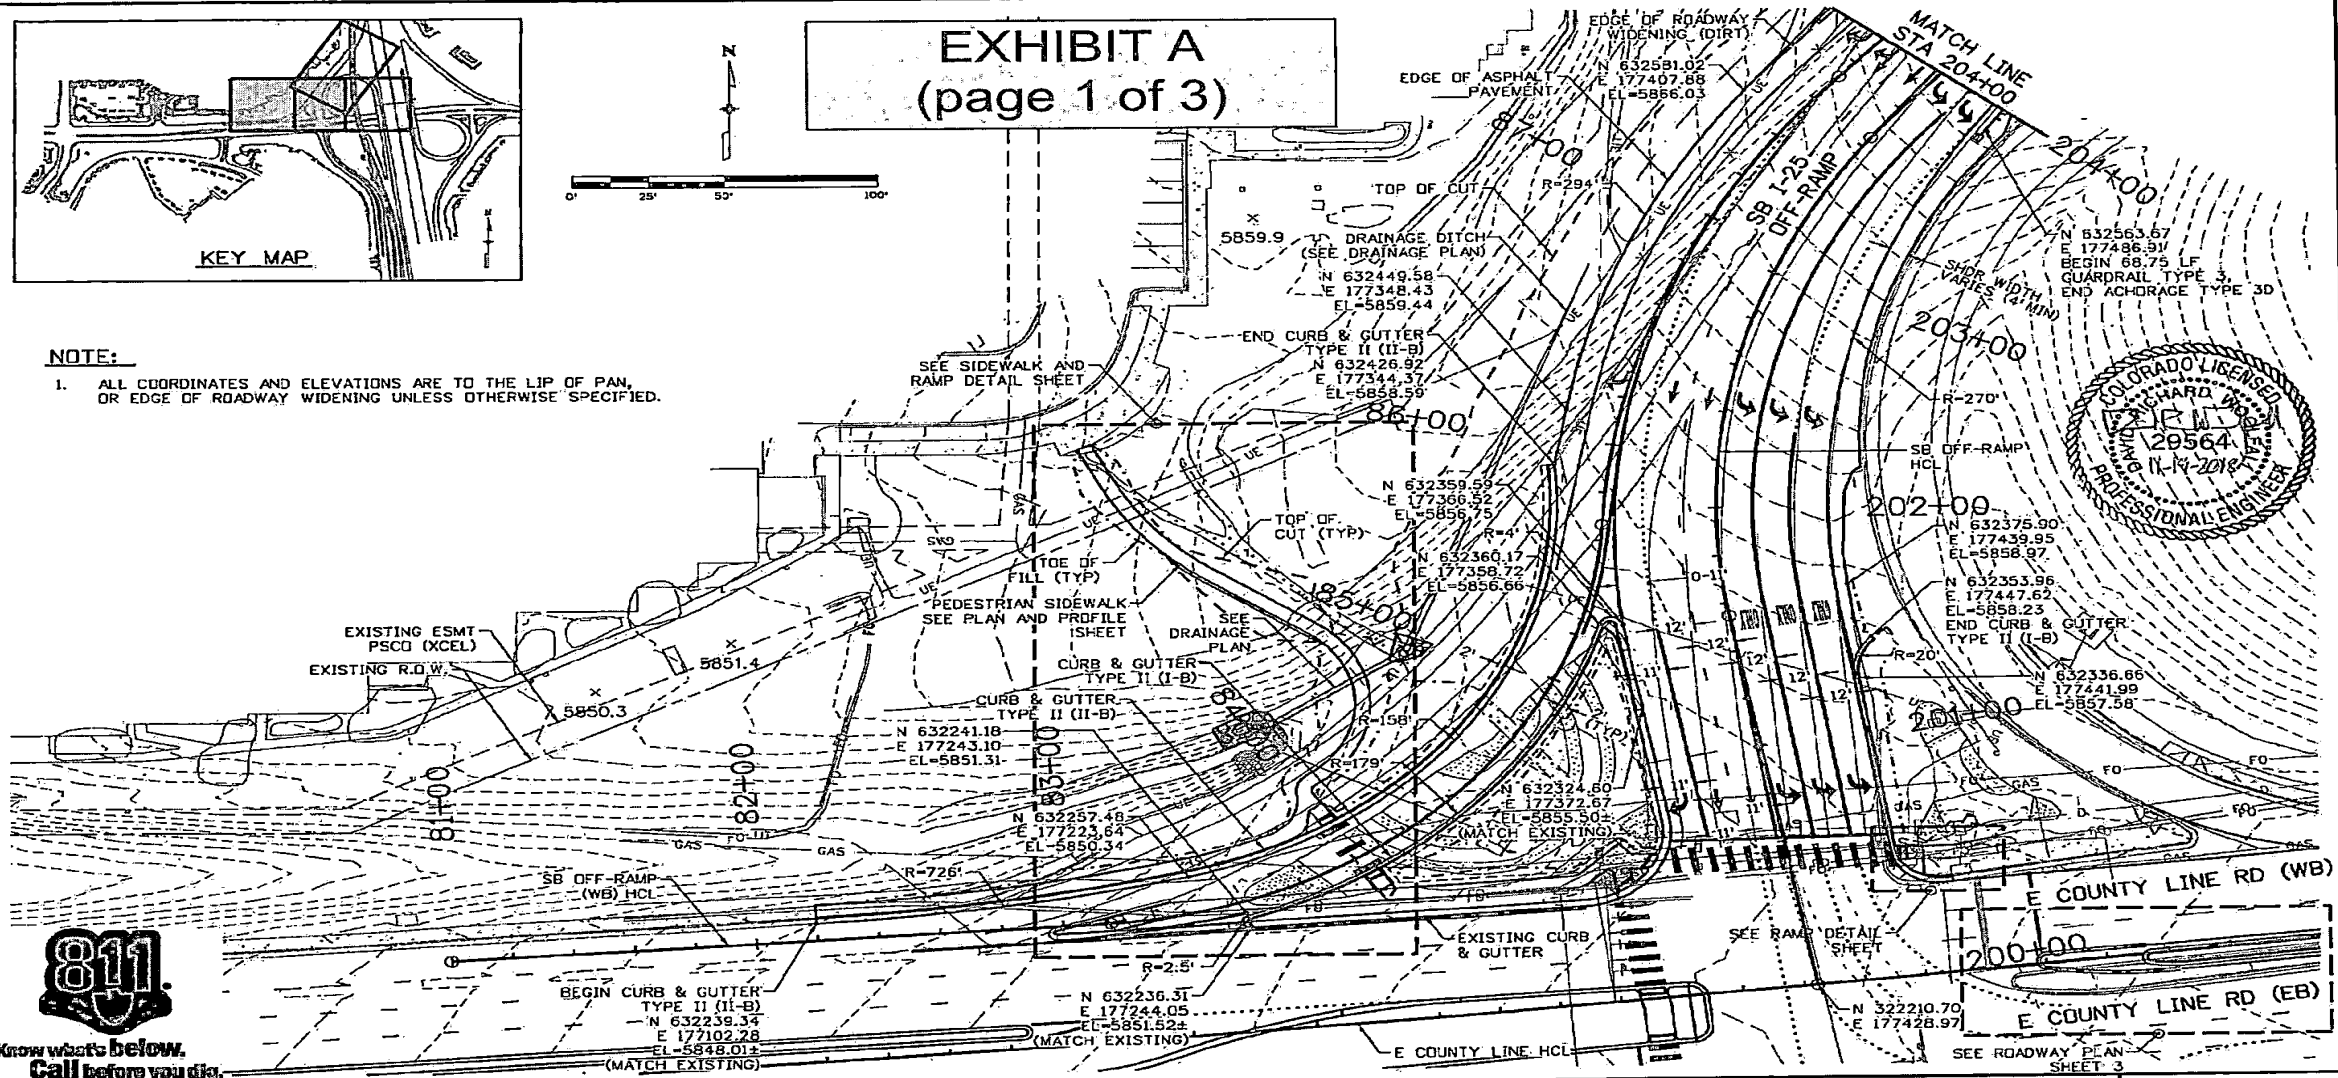 EXHIBIT A
(page 1 of 3)
KEY MAP
N
0'
25'
50'
100'
NOTE:
1. ALL COORDINATES AND ELEVATIONS ARE TO THE LIP OF PAN,
OR EDGE OF ROADWAY WIDENING UNLESS OTHERWISE SPECIFIED.
EDGE OF ROADWAY
WIDENING (DIRT)
N 632581.02
E 177407.88
EL=5866.03
EDGE OF ASPHALT
PAVEMENT
MATCH LINE
STA 204+00
204+00
TOP OF CUT
R=294'
SB I-25
OFF-RAMP
5859.9
DRAINAGE DITCH
(SEE DRAINAGE PLAN)
N 632449.58
E 177348.43
EL=5859.44
N 632563.67
E 177486.91
BEGIN 68.75 LF
GUARDRAIL TYPE 3,
END ACHORAGE TYPE 3D
SHDR WIDTH
VARIES (4' MIN)
203+00
END CURB & GUTTER
TYPE II (II-B)
N 632426.92
E 177344.37
EL=5858.59
SEE SIDEWALK AND
RAMP DETAIL SHEET
86+00
R=270'
COLORADO LICENSED
29564
11-14-2018
PROFESSIONAL ENGINEER
SB OFF-RAMP
HCL
202+00
N 632359.59
E 177366.52
EL=5856.75
R=4'
TOP OF
CUT (TYP)
N 632360.17
E 177358.72
EL=5856.66
N 632375.90
E 177439.95
EL=5858.97
N 632353.96
E 177447.62
EL=5858.23
END CURB & GUTTER
TYPE II (I-B)
R=20'
N 632336.66
E 177441.99
EL=5857.58
201+00
TOE OF
FILL (TYP)
PEDESTRIAN SIDEWALK
SEE PLAN AND PROFILE
SHEET
SEE
DRAINAGE
PLAN
85+00
EXISTING ESMT
PSCO (XCEL)
EXISTING R.O.W.
5851.4
5850.3
CURB & GUTTER
TYPE II (I-B)
CURB & GUTTER
TYPE II (II-B)
N 632241.18
E 177243.10
EL=5851.31
R=158'
R=179'
(TYP)
81+00
82+00
83+00
N 632257.48
E 177223.64
EL=5850.34
N 632324.60
E 177372.67
EL=5855.50±
(MATCH EXISTING)
GAS
GAS
FO
FO
UE
SB OFF-RAMP
(WB) HCL
R=726'
E COUNTY LINE RD (WB)
EXISTING CURB
& GUTTER
SEE RAMP DETAIL
SHEET
200+00
R=2.5'
BEGIN CURB & GUTTER
TYPE II (II-B)
N 632239.34
E 177102.28
EL=5848.01±
(MATCH EXISTING)
N 632236.31
E 177244.05
EL=5851.52±
(MATCH EXISTING)
E COUNTY LINE HCL
N 322210.70
E 177428.97
E COUNTY LINE RD (EB)
SEE ROADWAY PLAN
SHEET 3
811.
Know what's below.
Call before you dig.